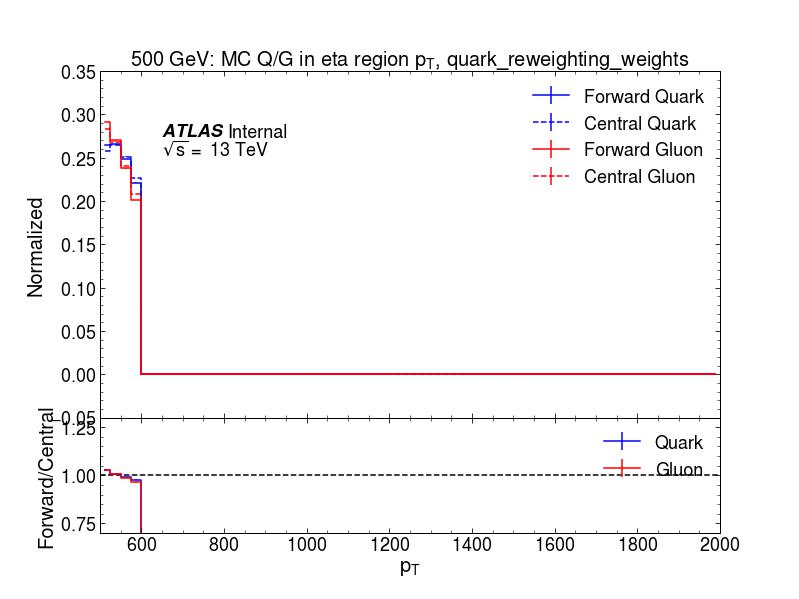 500 GeV: MC Q/G in eta region pT, quark_reweighting_weights
0.35
0.30
0.25
0.20
0.15
0.10
0.05
0.00
0.05
Normalized
ATLAS Internal
√s = 13 TeV
Forward Quark
Central Quark
Forward Gluon
Central Gluon
1.25
1.00
0.75
Forward/Central
Quark
Gluon
600 800 1000 1200 1400 1600 1800 2000
pT